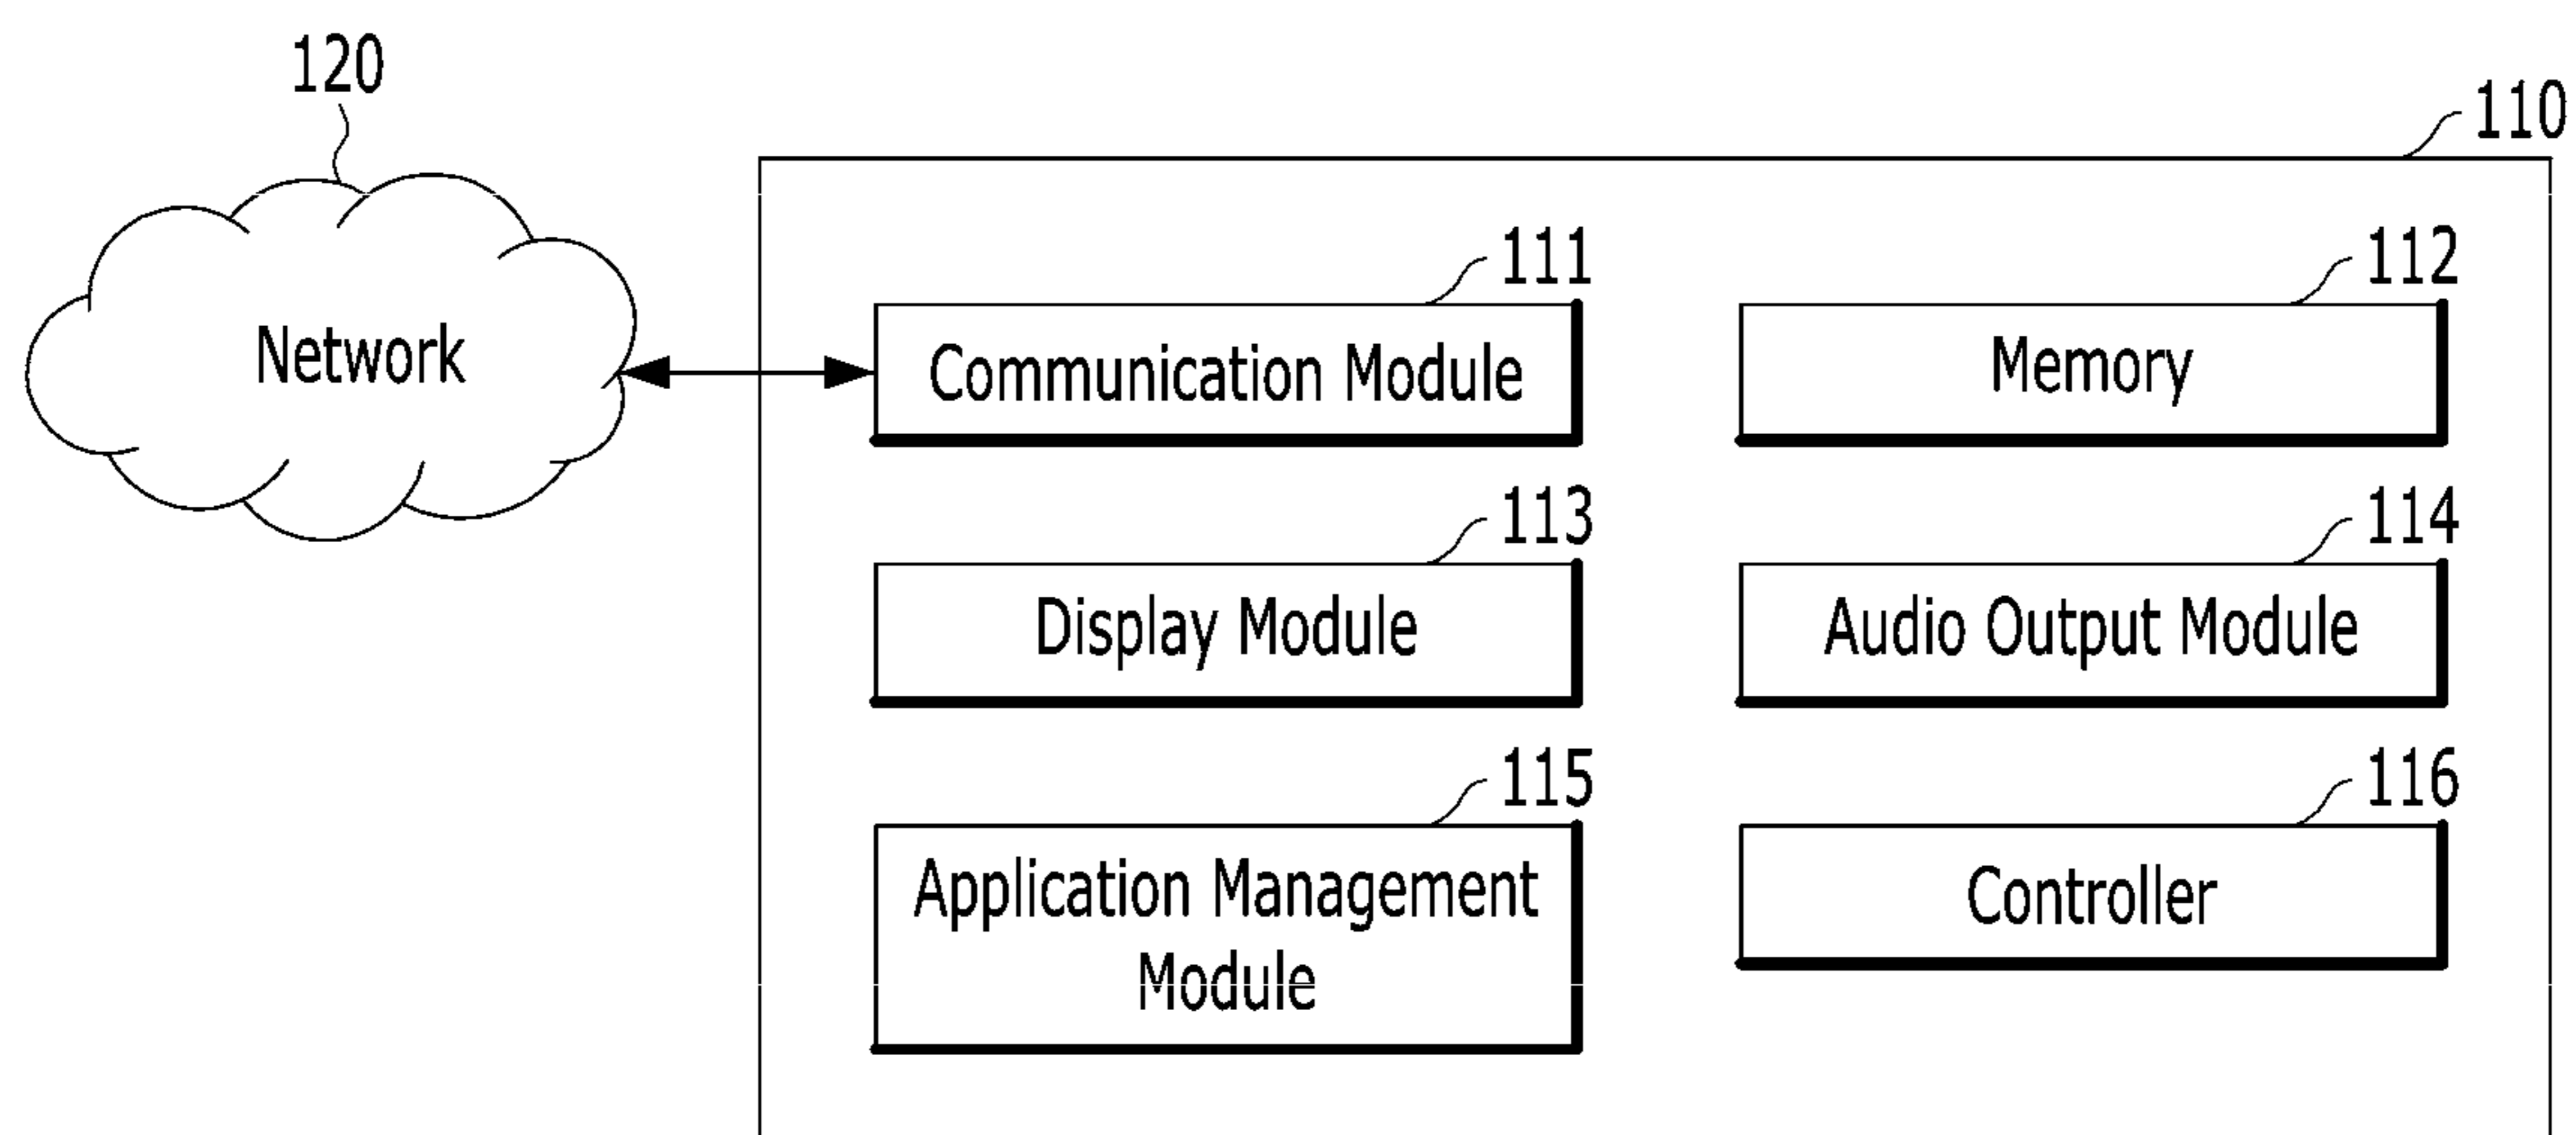 120
110
111
112
Network
Communication Module
Memory
113
114
Display Module
Audio Output Module
115
116
Application Management
Module
Controller